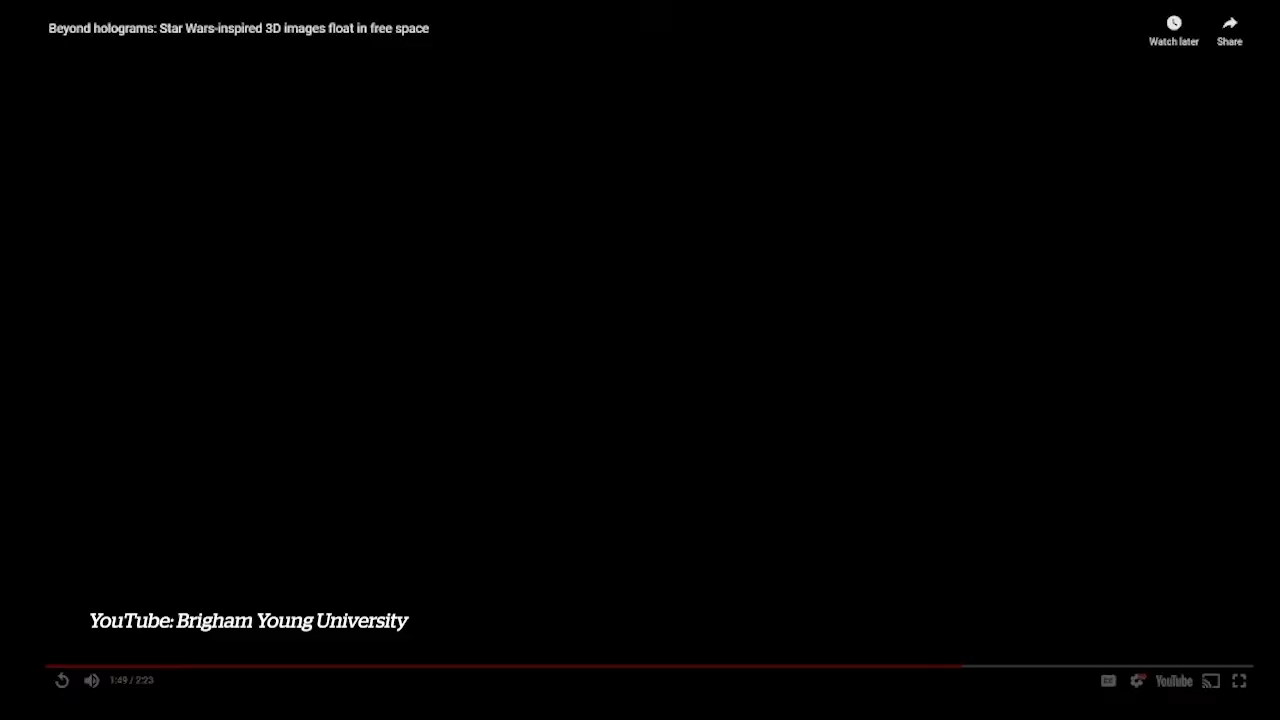 Beyond holograms: Star Wars-inspired 3D images float in free space
Watch later
Share
YouTube: Brigham Young University
1:49 / 2:23
CC
YouTube